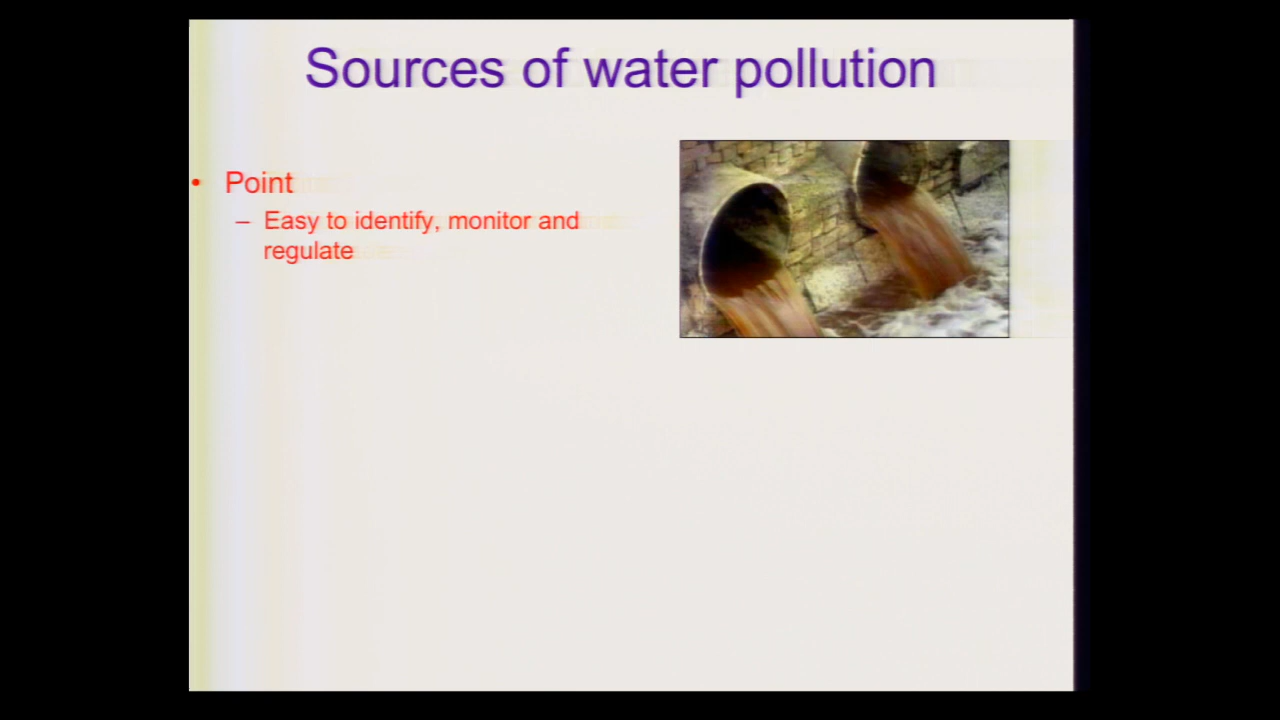 Sources of water pollution
• Point
– Easy to identify, monitor and
regulate